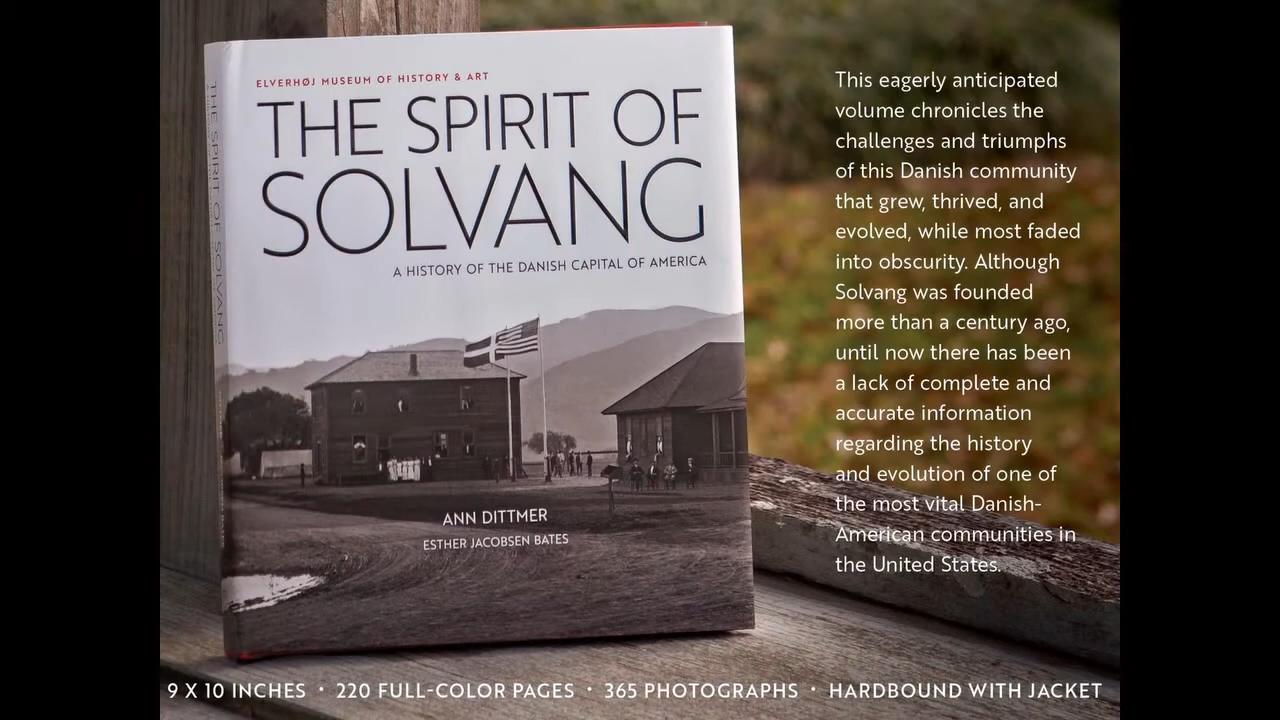 ELVERHØJ MUSEUM OF HISTORY & ART
THE SPIRIT OF
SOLVANG
A HISTORY OF THE DANISH CAPITAL OF AMERICA
ANN DITTMER
ESTHER JACOBSEN BATES
THE SPIRIT OF SOLVANG
This eagerly anticipated
volume chronicles the
challenges and triumphs
of this Danish community
that grew, thrived, and
evolved, while most faded
into obscurity. Although
Solvang was founded
more than a century ago,
until now there has been
a lack of complete and
accurate information
regarding the history
and evolution of one of
the most vital Danish-
American communities in
the United States.
9 X 10 INCHES • 220 FULL-COLOR PAGES • 365 PHOTOGRAPHS • HARDBOUND WITH JACKET